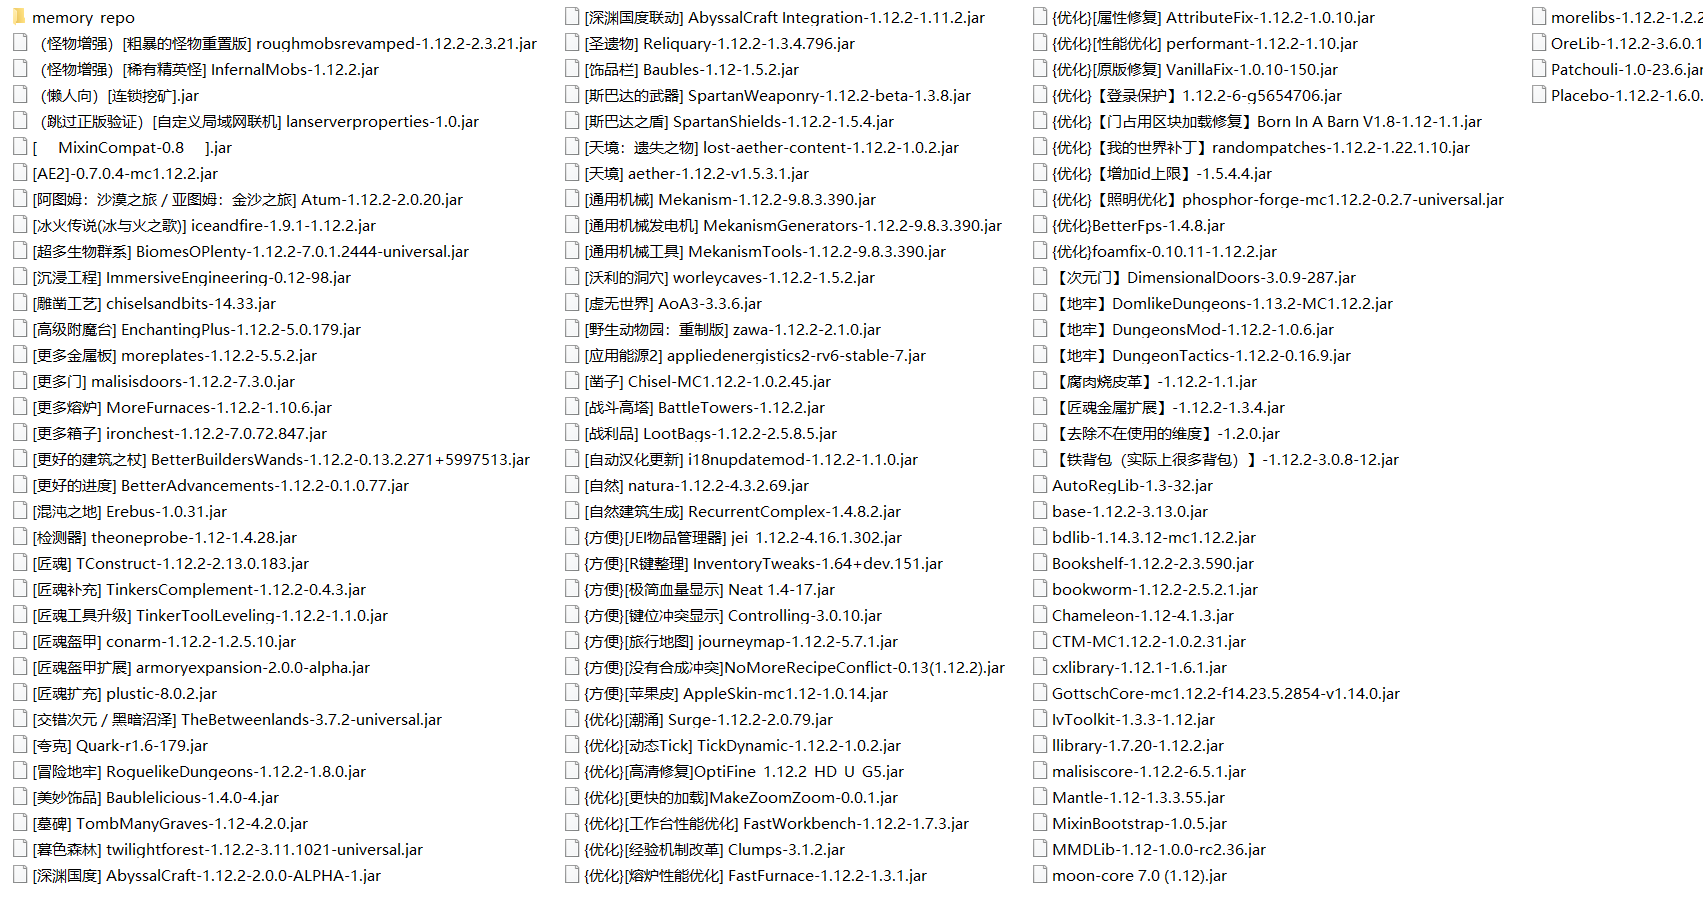 memory_repo
（怪物增强）[粗暴的怪物重置版] roughmobsrevamped-1.12.2-2.3.21.jar
（怪物增强）[稀有精英怪] InfernalMobs-1.12.2.jar
（懒人向）[连锁挖矿].jar
（跳过正版验证）[自定义局域网联机] lanserverproperties-1.0.jar
[     MixinCompat-0.8     ].jar
[AE2]-0.7.0.4-mc1.12.2.jar
[阿图姆：沙漠之旅 / 亚图姆：金沙之旅] Atum-1.12.2-2.0.20.jar
[冰火传说(冰与火之歌)] iceandfire-1.9.1-1.12.2.jar
[超多生物群系] BiomesOPlenty-1.12.2-7.0.1.2444-universal.jar
[沉浸工程] ImmersiveEngineering-0.12-98.jar
[雕凿工艺] chiselsandbits-14.33.jar
[高级附魔台] EnchantingPlus-1.12.2-5.0.179.jar
[更多金属板] moreplates-1.12.2-5.5.2.jar
[更多门] malisisdoors-1.12.2-7.3.0.jar
[更多熔炉] MoreFurnaces-1.12.2-1.10.6.jar
[更多箱子] ironchest-1.12.2-7.0.72.847.jar
[更好的建筑之杖] BetterBuildersWands-1.12.2-0.13.2.271+5997513.jar
[更好的进度] BetterAdvancements-1.12.2-0.1.0.77.jar
[混沌之地] Erebus-1.0.31.jar
[检测器] theoneprobe-1.12-1.4.28.jar
[匠魂] TConstruct-1.12.2-2.13.0.183.jar
[匠魂补充] TinkersComplement-1.12.2-0.4.3.jar
[匠魂工具升级] TinkerToolLeveling-1.12.2-1.1.0.jar
[匠魂盔甲] conarm-1.12.2-1.2.5.10.jar
[匠魂盔甲扩展] armoryexpansion-2.0.0-alpha.jar
[匠魂扩充] plustic-8.0.2.jar
[交错次元 / 黑暗沼泽] TheBetweenlands-3.7.2-universal.jar
[夸克] Quark-r1.6-179.jar
[冒险地牢] RoguelikeDungeons-1.12.2-1.8.0.jar
[美妙饰品] Baublelicious-1.4.0-4.jar
[墓碑] TombManyGraves-1.12-4.2.0.jar
[暮色森林] twilightforest-1.12.2-3.11.1021-universal.jar
[深渊国度] AbyssalCraft-1.12.2-2.0.0-ALPHA-1.jar
[深渊国度联动] AbyssalCraft Integration-1.12.2-1.11.2.jar
[圣遗物] Reliquary-1.12.2-1.3.4.796.jar
[饰品栏] Baubles-1.12-1.5.2.jar
[斯巴达的武器] SpartanWeaponry-1.12.2-beta-1.3.8.jar
[斯巴达之盾] SpartanShields-1.12.2-1.5.4.jar
[天境：遗失之物] lost-aether-content-1.12.2-1.0.2.jar
[天境] aether-1.12.2-v1.5.3.1.jar
[通用机械] Mekanism-1.12.2-9.8.3.390.jar
[通用机械发电机] MekanismGenerators-1.12.2-9.8.3.390.jar
[通用机械工具] MekanismTools-1.12.2-9.8.3.390.jar
[沃利的洞穴] worleycaves-1.12.2-1.5.2.jar
[虚无世界] AoA3-3.3.6.jar
[野生动物园：重制版] zawa-1.12.2-2.1.0.jar
[应用能源2] appliedenergistics2-rv6-stable-7.jar
[凿子] Chisel-MC1.12.2-1.0.2.45.jar
[战斗高塔] BattleTowers-1.12.2.jar
[战利品] LootBags-1.12.2-2.5.8.5.jar
[自动汉化更新] i18nupdatemod-1.12.2-1.1.0.jar
[自然] natura-1.12.2-4.3.2.69.jar
[自然建筑生成] RecurrentComplex-1.4.8.2.jar
{方便}[JEI物品管理器] jei_1.12.2-4.16.1.302.jar
{方便}[R键整理] InventoryTweaks-1.64+dev.151.jar
{方便}[极简血量显示] Neat 1.4-17.jar
{方便}[键位冲突显示] Controlling-3.0.10.jar
{方便}[旅行地图] journeymap-1.12.2-5.7.1.jar
{方便}[没有合成冲突]NoMoreRecipeConflict-0.13(1.12.2).jar
{方便}[苹果皮] AppleSkin-mc1.12-1.0.14.jar
{优化}[潮涌] Surge-1.12.2-2.0.79.jar
{优化}[动态Tick] TickDynamic-1.12.2-1.0.2.jar
{优化}[高清修复]OptiFine_1.12.2_HD_U_G5.jar
{优化}[更快的加载]MakeZoomZoom-0.0.1.jar
{优化}[工作台性能优化] FastWorkbench-1.12.2-1.7.3.jar
{优化}[经验机制改革] Clumps-3.1.2.jar
{优化}[熔炉性能优化] FastFurnace-1.12.2-1.3.1.jar
{优化}[属性修复] AttributeFix-1.12.2-1.0.10.jar
{优化}[性能优化] performant-1.12.2-1.10.jar
{优化}[原版修复] VanillaFix-1.0.10-150.jar
{优化}【登录保护】1.12.2-6-g5654706.jar
{优化}【门占用区块加载修复】Born In A Barn V1.8-1.12-1.1.jar
{优化}【我的世界补丁】randompatches-1.12.2-1.22.1.10.jar
{优化}【增加id上限】-1.5.4.4.jar
{优化}【照明优化】phosphor-forge-mc1.12.2-0.2.7-universal.jar
{优化}BetterFps-1.4.8.jar
{优化}foamfix-0.10.11-1.12.2.jar
【次元门】DimensionalDoors-3.0.9-287.jar
【地牢】DomlikeDungeons-1.13.2-MC1.12.2.jar
【地牢】DungeonsMod-1.12.2-1.0.6.jar
【地牢】DungeonTactics-1.12.2-0.16.9.jar
【腐肉烧皮革】-1.12.2-1.1.jar
【匠魂金属扩展】-1.12.2-1.3.4.jar
【去除不在使用的维度】-1.2.0.jar
【铁背包（实际上很多背包）】-1.12.2-3.0.8-12.jar
AutoRegLib-1.3-32.jar
base-1.12.2-3.13.0.jar
bdlib-1.14.3.12-mc1.12.2.jar
Bookshelf-1.12.2-2.3.590.jar
bookworm-1.12.2-2.5.2.1.jar
Chameleon-1.12-4.1.3.jar
CTM-MC1.12.2-1.0.2.31.jar
cxlibrary-1.12.1-1.6.1.jar
GottschCore-mc1.12.2-f14.23.5.2854-v1.14.0.jar
IvToolkit-1.3.3-1.12.jar
llibrary-1.7.20-1.12.2.jar
malisiscore-1.12.2-6.5.1.jar
Mantle-1.12-1.3.3.55.jar
MixinBootstrap-1.0.5.jar
MMDLib-1.12-1.0.0-rc2.36.jar
moon-core 7.0 (1.12).jar
morelibs-1.12.2-1.2.2
OreLib-1.12.2-3.6.0.1
Patchouli-1.0-23.6.jar
Placebo-1.12.2-1.6.0.